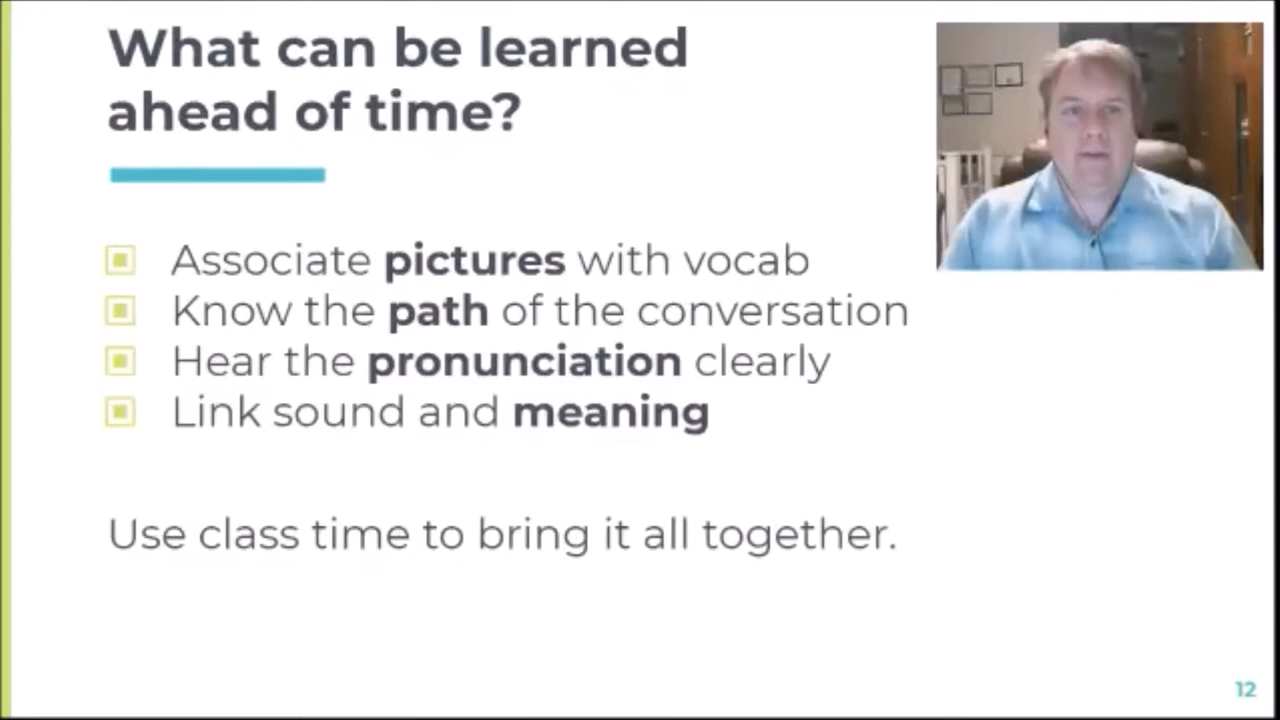 What can be learned
ahead of time?
Associate pictures with vocab
Know the path of the conversation
Hear the pronunciation clearly
Link sound and meaning
Use class time to bring it all together.
12